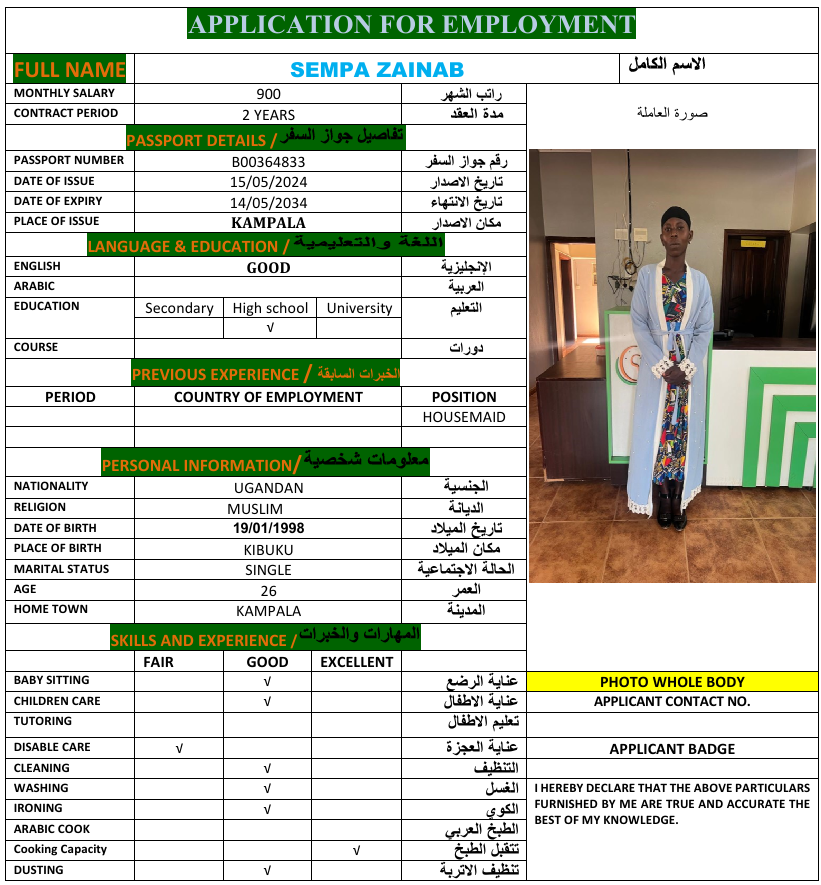 APPLICATION FOR EMPLOYMENT
FULL NAME SEMPA ZAINAB الاسم الكامل
MONTHLY SALARY 900 راتب الشهر
CONTRACT PERIOD 2 YEARS مدة العقد
صورة العاملة
PASSPORT DETAILS / تفاصيل جواز السفر
PASSPORT NUMBER B00364833 رقم جواز السفر
DATE OF ISSUE 15/05/2024 تاريخ الاصدار
DATE OF EXPIRY 14/05/2034 تاريخ الانتهاء
PLACE OF ISSUE KAMPALA مكان الاصدار
LANGUAGE & EDUCATION / اللغة والتعليمية
ENGLISH GOOD الإنجليزية
ARABIC العربية
EDUCATION Secondary High school University التعليم
√
COURSE دورات
PREVIOUS EXPERIENCE / الخبرات السابقة
PERIOD COUNTRY OF EMPLOYMENT POSITION
HOUSEMAID
PERSONAL INFORMATION/ معلومات شخصية
NATIONALITY UGANDAN الجنسية
RELIGION MUSLIM الديانة
DATE OF BIRTH 19/01/1998 تاريخ الميلاد
PLACE OF BIRTH KIBUKU مكان الميلاد
MARITAL STATUS SINGLE الحالة الاجتماعية
AGE 26 العمر
HOME TOWN KAMPALA المدينة
SKILLS AND EXPERIENCE / المهارات والخبرات
FAIR GOOD EXCELLENT
BABY SITTING √ عناية الرضع
CHILDREN CARE √ عناية الاطفال
TUTORING تعليم الاطفال
DISABLE CARE √ عناية العجزة
CLEANING √ التنظيف
WASHING √ الغسل
IRONING √ الكوي
ARABIC COOK الطبخ العربي
Cooking Capacity √ تتقبل الطبخ
DUSTING √ تنظيف الاتربة
PHOTO WHOLE BODY
APPLICANT CONTACT NO.
APPLICANT BADGE
I HEREBY DECLARE THAT THE ABOVE PARTICULARS
FURNISHED BY ME ARE TRUE AND ACCURATE THE
BEST OF MY KNOWLEDGE.